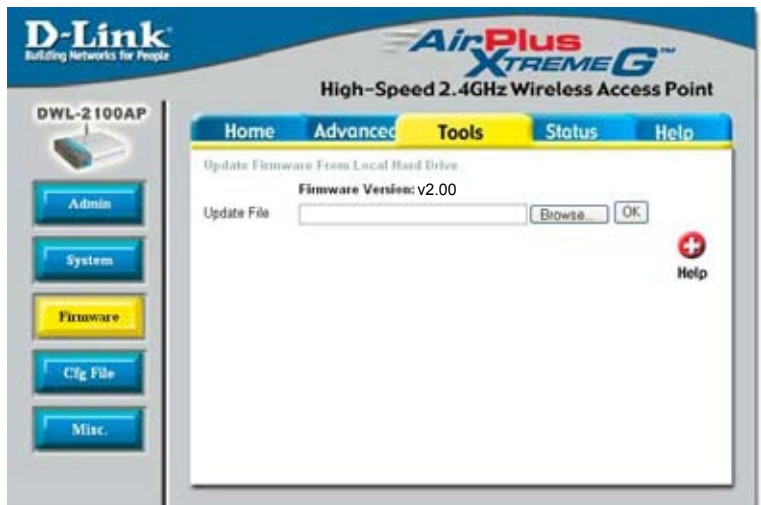 D-Link
Building Networks for People
AirPlus
XTREME G™
High-Speed 2.4GHz Wireless Access Point
DWL-2100AP
Home Advanced Tools Status Help
Update Firmware From Local Hard Drive
Firmware Version: v2.00
Update File Browse... OK
Help
Admin
System
Firmware
Cfg File
Misc.